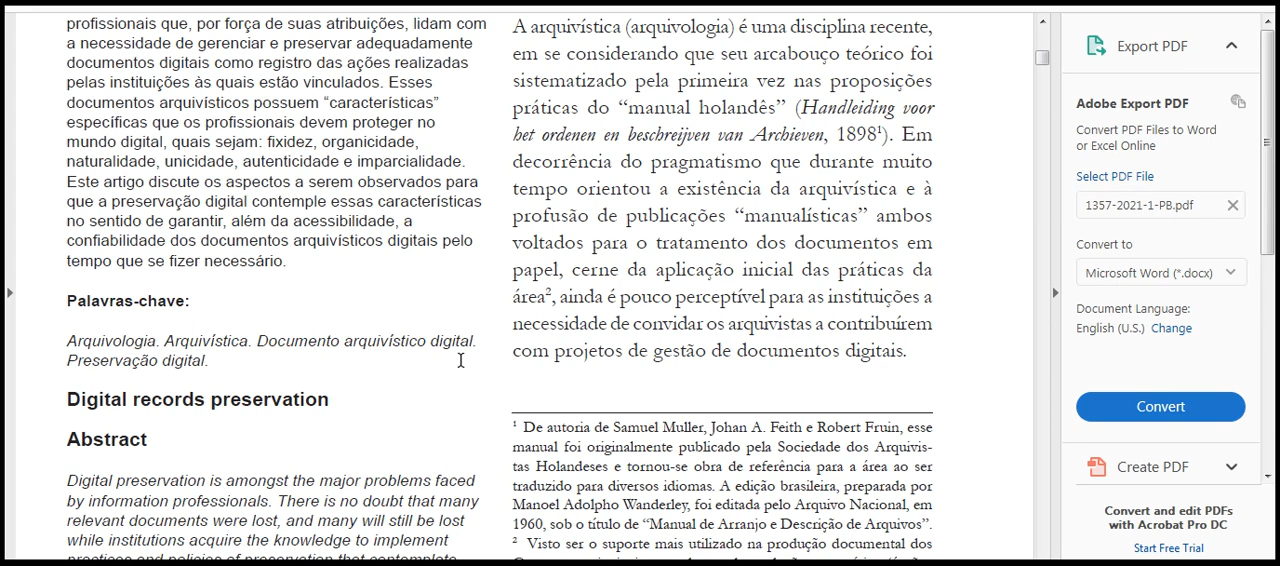 profissionais que, por força de suas atribuições, lidam com
a necessidade de gerenciar e preservar adequadamente
documentos digitais como registro das ações realizadas
pelas instituições às quais estão vinculados. Esses
documentos arquivísticos possuem “características”
específicas que os profissionais devem proteger no
mundo digital, quais sejam: fixidez, organicidade,
naturalidade, unicidade, autenticidade e imparcialidade.
Este artigo discute os aspectos a serem observados para
que a preservação digital contemple essas características
no sentido de garantir, além da acessibilidade, a
confiabilidade dos documentos arquivísticos digitais pelo
tempo que se fizer necessário.
Palavras-chave:
Arquivologia. Arquivística. Documento arquivístico digital.
Preservação digital.
Digital records preservation
Abstract
Digital preservation is amongst the major problems faced
by information professionals. There is no doubt that many
relevant documents were lost, and many will still be lost
while institutions acquire the knowledge to implement
practices and policies of preservation that contemplate
A arquivística (arquivologia) é uma disciplina recente,
em se considerando que seu arcabouço teórico foi
sistematizado pela primeira vez nas proposições
práticas do “manual holandês” (Handleiding voor
het ordenen en beschreijven van Archieven, 1898¹). Em
decorrência do pragmatismo que durante muito
tempo orientou a existência da arquivística e à
profusão de publicações “manualísticas” ambos
voltados para o tratamento dos documentos em
papel, cerne da aplicação inicial das práticas da
área², ainda é pouco perceptível para as instituições a
necessidade de convidar os arquivistas a contribuírem
com projetos de gestão de documentos digitais.
¹ De autoria de Samuel Muller, Johan A. Feith e Robert Fruin, esse
manual foi originalmente publicado pela Sociedade dos Arquivis-
tas Holandeses e tornou-se obra de referência para a área ao ser
traduzido para diversos idiomas. A edição brasileira, preparada por
Manoel Adolpho Wanderley, foi editada pelo Arquivo Nacional, em
1960, sob o título de “Manual de Arranjo e Descrição de Arquivos”.
² Visto ser o suporte mais utilizado na produção documental dos
Export PDF
Adobe Export PDF
Convert PDF Files to Word
or Excel Online
Select PDF File
1357-2021-1-PB.pdf
Convert to
Microsoft Word (*.docx)
Document Language:
English (U.S.) Change
Convert
Create PDF
Convert and edit PDFs
with Acrobat Pro DC
Start Free Trial